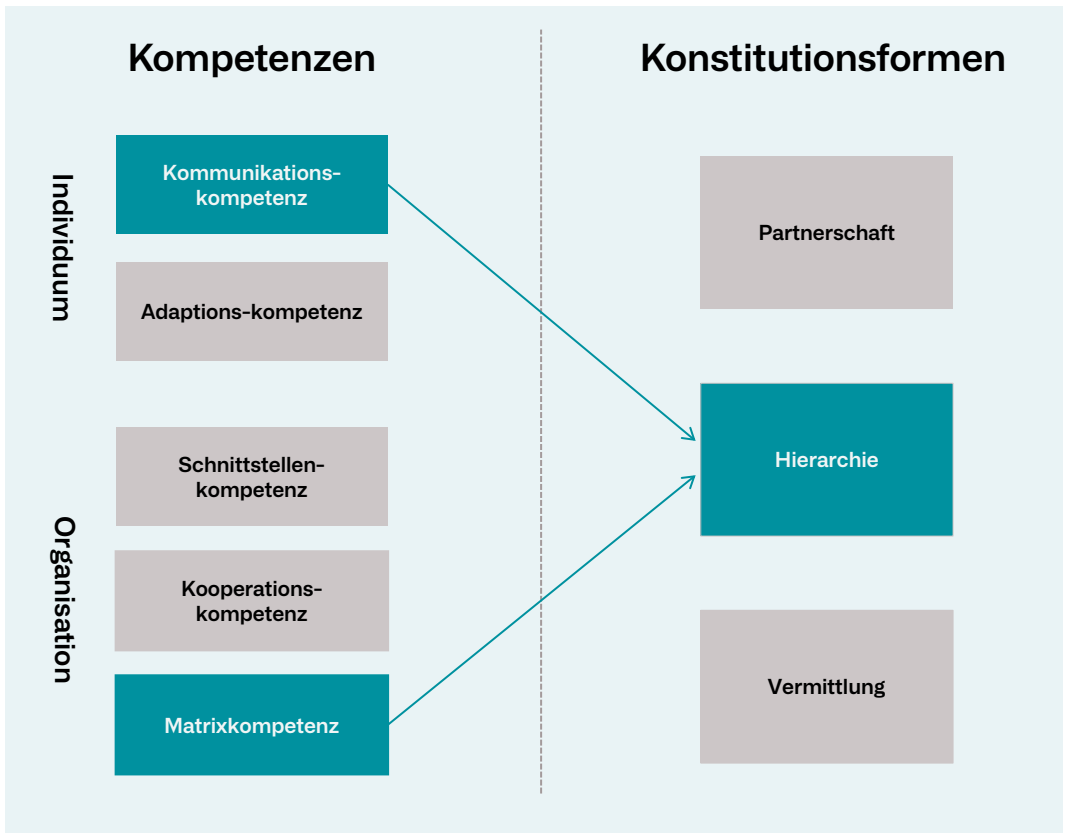 Kompetenzen
Konstitutionsformen
Individuum
Kommunikations-
kompetenz
Adaptions-kompetenz
Organisation
Schnittstellen-
kompetenz
Kooperations-
kompetenz
Matrixkompetenz
Partnerschaft
Hierarchie
Vermittlung